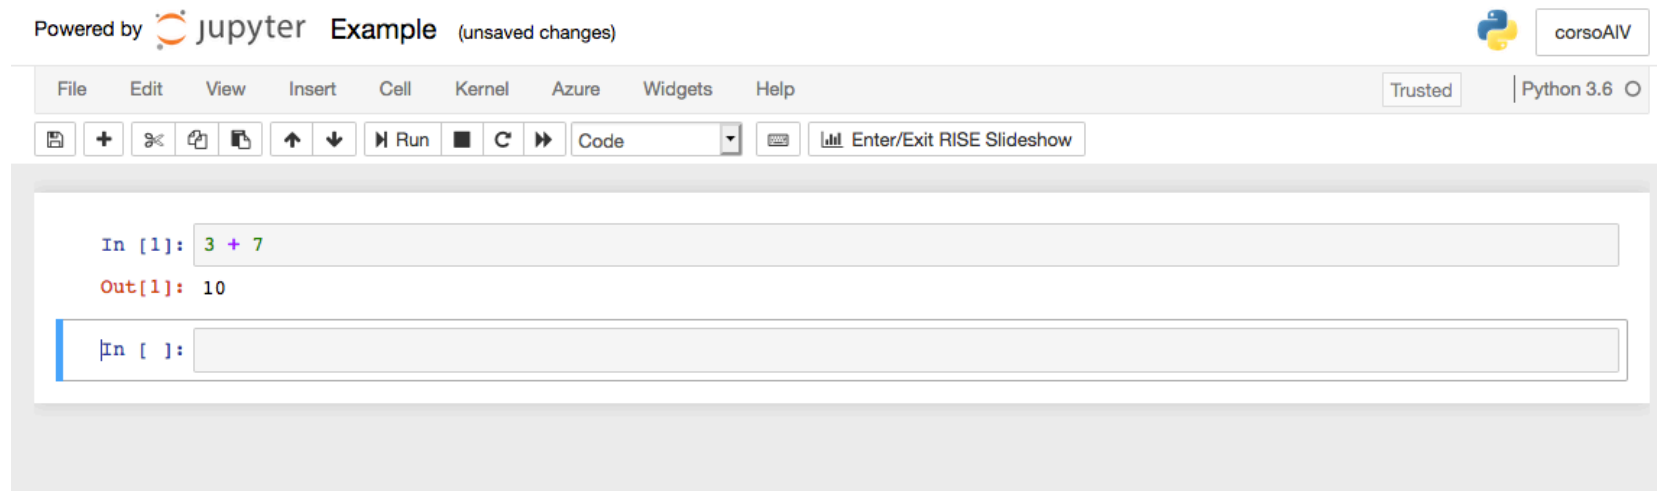 Powered by jupyter Example (unsaved changes) corsoAIV
File Edit View Insert Cell Kernel Azure Widgets Help Trusted Python 3.6
Run Code Enter/Exit RISE Slideshow
In [1]: 3 + 7
Out[1]: 10
In [ ]: